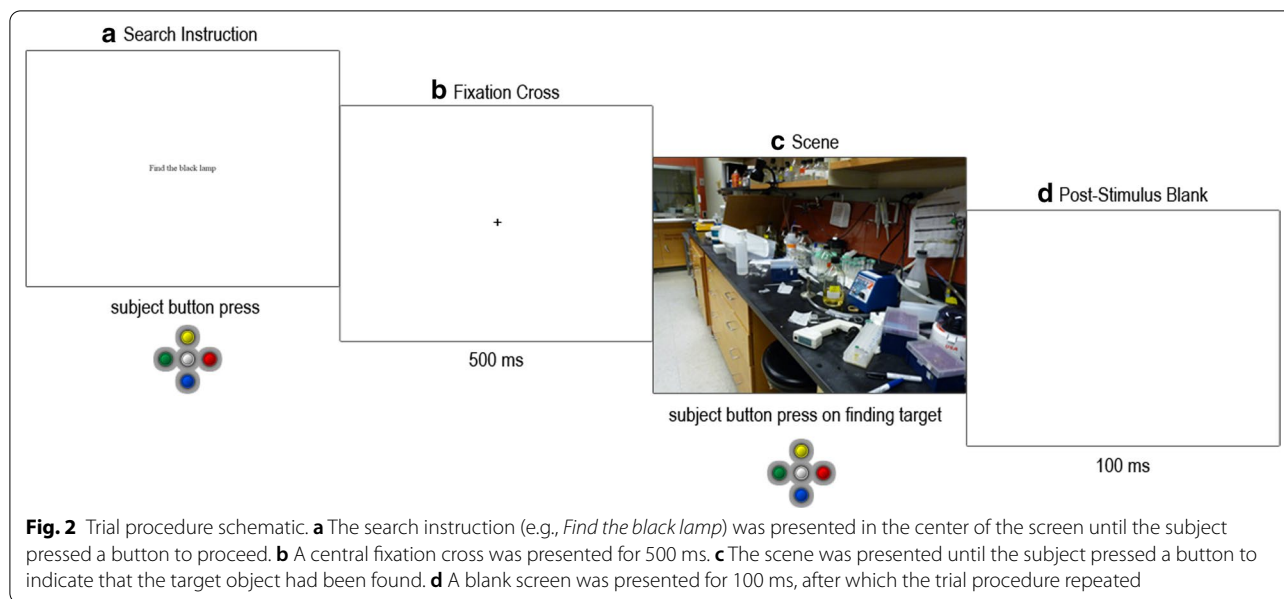 a Search Instruction
Find the black lamp
subject button press
b Fixation Cross
+
500 ms
c Scene
subject button press on finding target
d Post-Stimulus Blank
100 ms
Fig. 2 Trial procedure schematic. a The search instruction (e.g., Find the black lamp) was presented in the center of the screen until the subject
pressed a button to proceed. b A central fixation cross was presented for 500 ms. c The scene was presented until the subject pressed a button to
indicate that the target object had been found. d A blank screen was presented for 100 ms, after which the trial procedure repeated